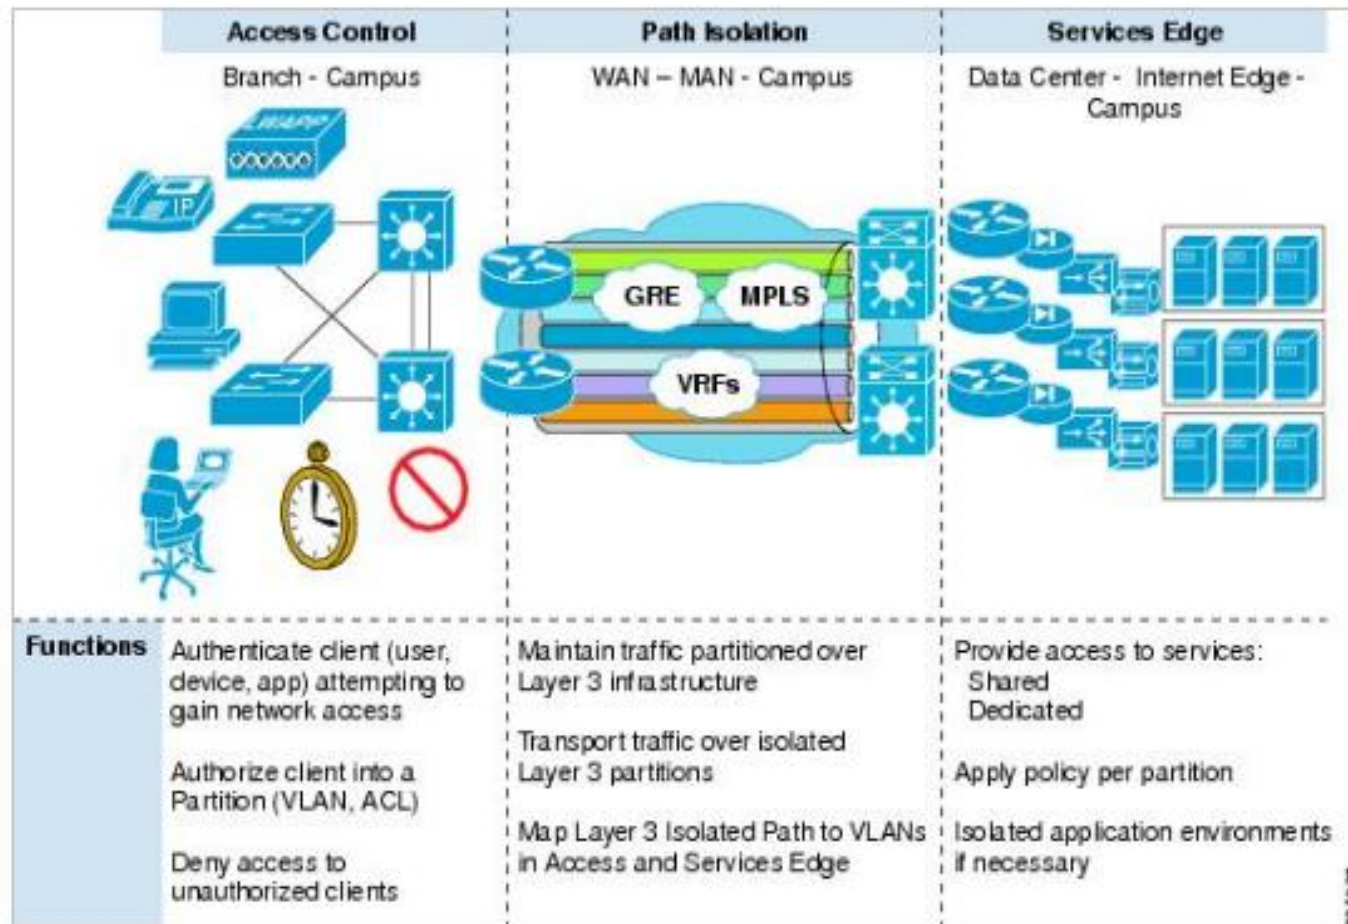 Access Control
Path Isolation
Services Edge
Branch - Campus
WAN – MAN - Campus
Data Center - Internet Edge -
Campus
LWAPP
IP
GRE
MPLS
VRFs
Functions
Authenticate client (user,
device, app) attempting to
gain network access
Authorize client into a
Partition (VLAN, ACL)
Deny access to
unauthorized clients
Maintain traffic partitioned over
Layer 3 infrastructure
Transport traffic over isolated
Layer 3 partitions
Map Layer 3 Isolated Path to VLANs
in Access and Services Edge
Provide access to services:
Shared
Dedicated
Apply policy per partition
Isolated application environments
if necessary